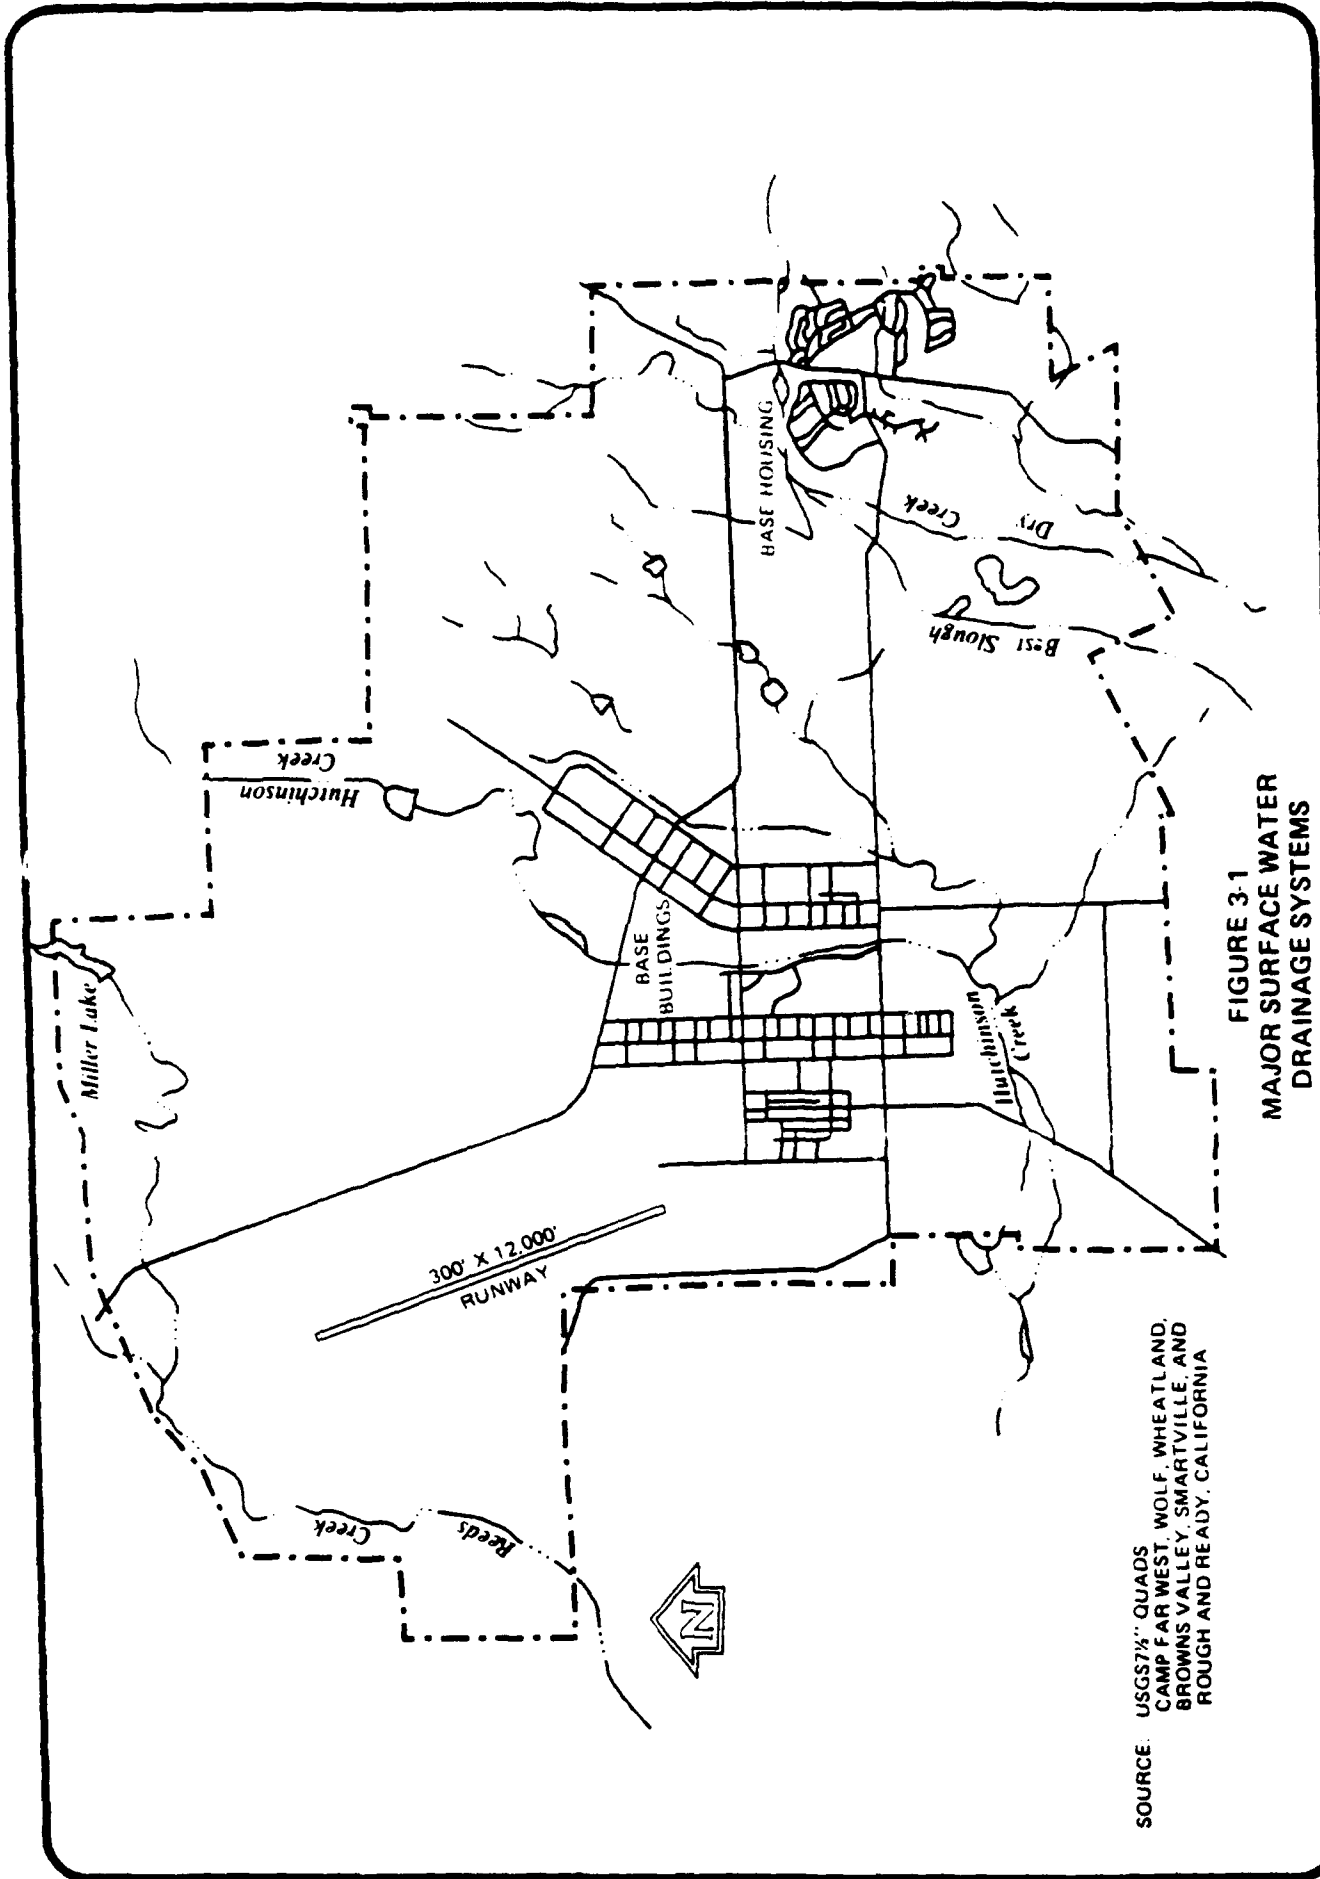 Miller Lake
Hutchinson
Creek
300' X 12,000'
RUNWAY
Reeds
Creek
BASE
BUILDINGS
BASE HOUSING
Dry
Creek
Best
Slough
Hutchinson
Creek
N
SOURCE: USGS 7½" QUADS
CAMP FAR WEST, WOLF, WHEATLAND,
BROWNS VALLEY, SMARTVILLE, AND
ROUGH AND READY, CALIFORNIA
FIGURE 3-1
MAJOR SURFACE WATER
DRAINAGE SYSTEMS